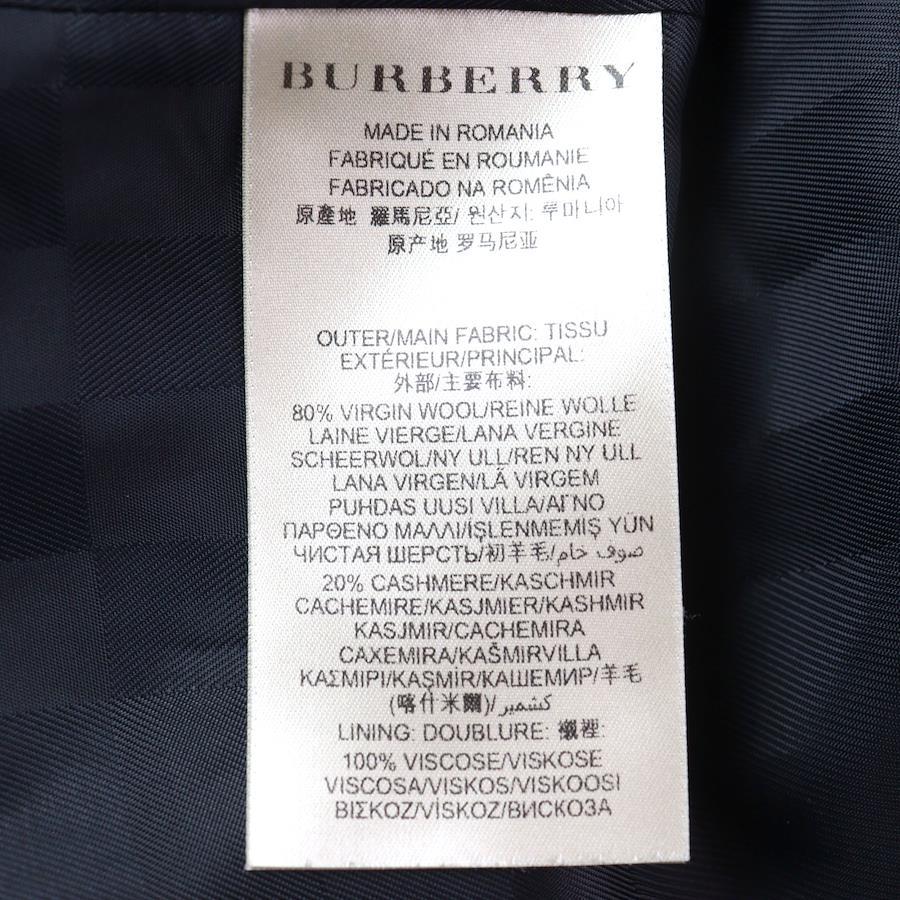 BURBERRY
MADE IN ROMANIA
FABRIQUÉ EN ROUMANIE
FABRICADO NA ROMÊNIA
原產地 羅馬尼亞/ 원산지: 루마니아
原产地 罗马尼亚
OUTER/MAIN FABRIC: TISSU
EXTÉRIEUR/PRINCIPAL:
外部/主要布料:
80% VIRGIN WOOL/REINE WOLLE
LAINE VIERGE/LANA VERGINE
SCHEERWOL/NY ULL/REN NY ULL
LANA VIRGEN/LÃ VIRGEM
PUHDAS UUSI VILLA/ΑΓΝΟ
ΠΑΡΘΕΝΟ ΜΑΛΛΙ/İŞLENMEMİŞ YÜN
ЧИСТАЯ ШЕРСТЬ/初羊毛/صوف خام
20% CASHMERE/KASCHMIR
CACHEMIRE/KASJMIER/KASHMIR
KASJMIR/CACHEMIRA
CAXEMIRA/KAŠMIRVILLA
ΚΑΣΜΙΡΙ/KAŞMİR/КАШЕМИР/羊毛
(喀什米爾)/كشمير
LINING: DOUBLURE: 襯裡:
100% VISCOSE/VISKOSE
VISCOSA/VISKOS/VISKOOSI
ΒΙΣΚΟΖ/VİSKOZ/ВИСКОЗА